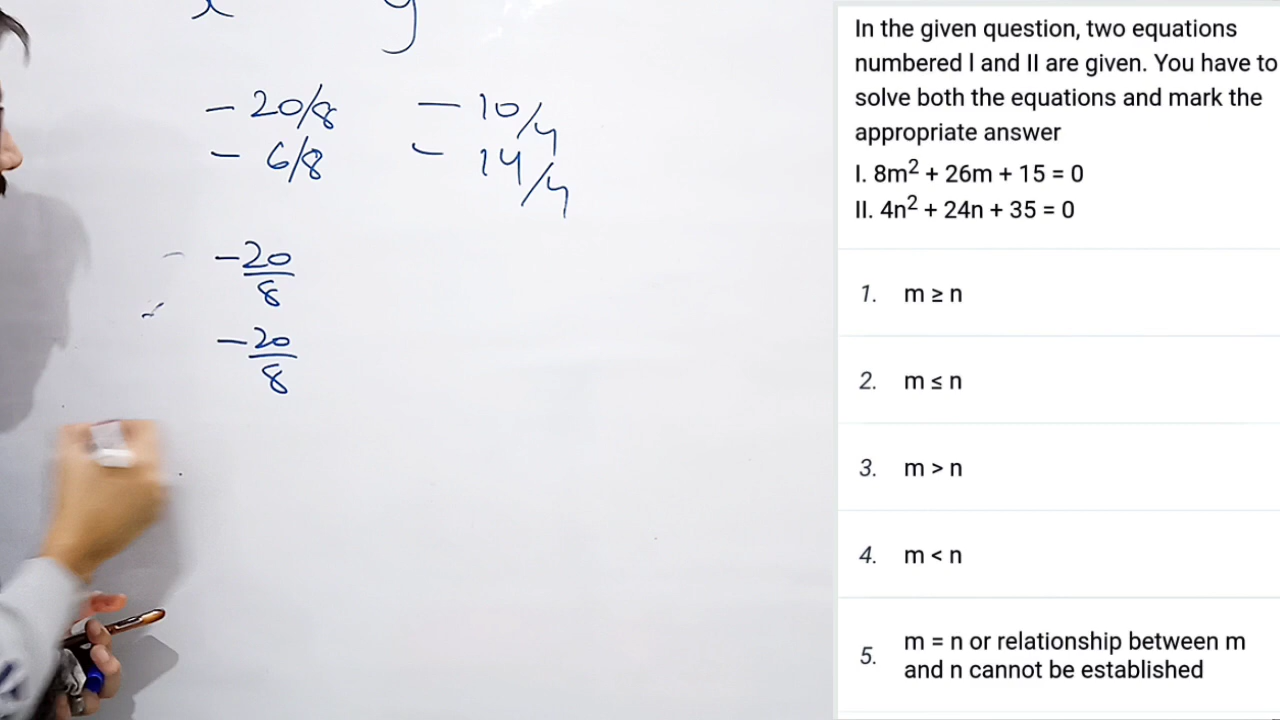 x y
- 20/8 - 10/4
- 6/8 - 14/4
-20/8
-20/8
In the given question, two equations
numbered I and II are given. You have to
solve both the equations and mark the
appropriate answer
I. 8m² + 26m + 15 = 0
II. 4n² + 24n + 35 = 0
1. m ≥ n
2. m ≤ n
3. m > n
4. m < n
5. m = n or relationship between m
and n cannot be established